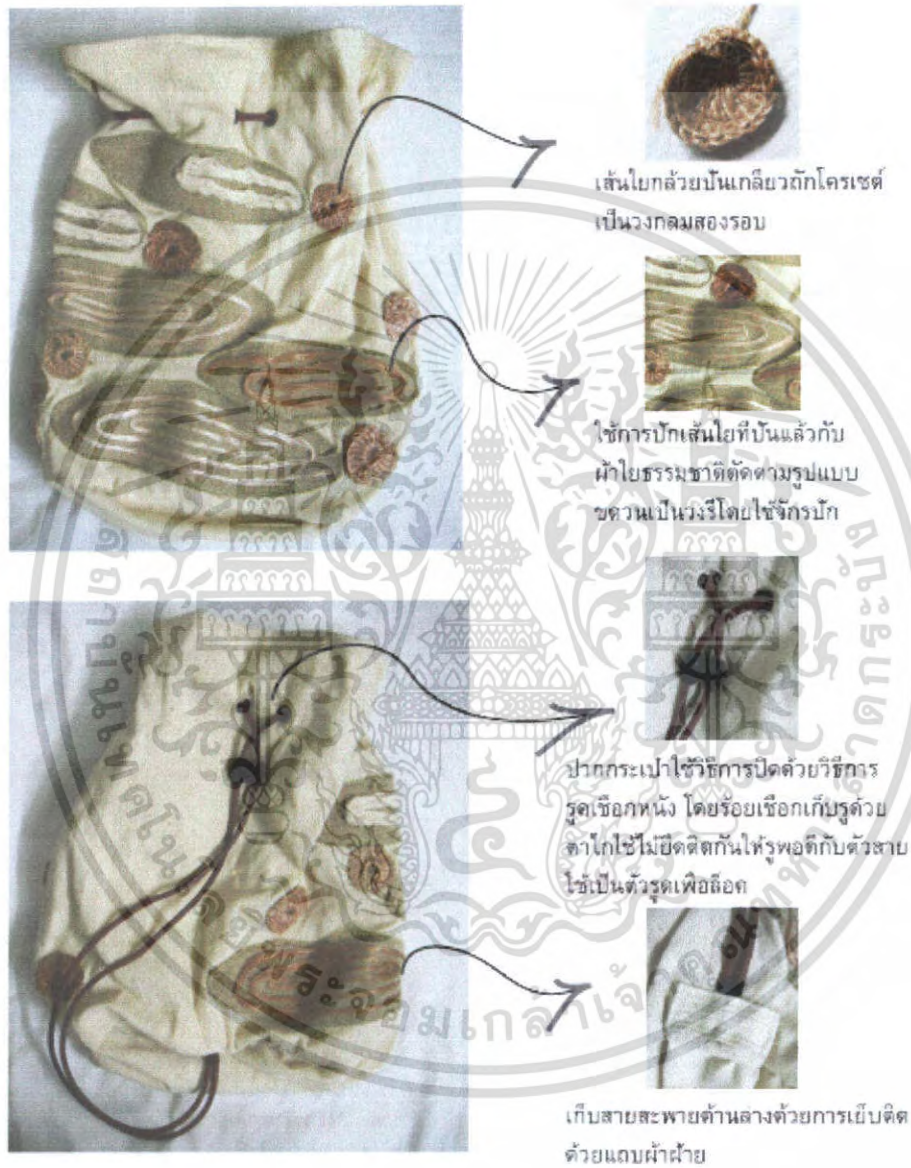 เส้นใยกล้วยปั่นเกลียวถักโครเชต์
เป็นวงกลมสองรอบ
ใช้การปักเส้นใยที่ปั่นแล้วกับ
ผ้าใยธรรมชาติตัดตามรูปแบบ
ขดวนเป็นวงรีโดยใช้จักรปัก
ปากกระเป๋าใช้วิธีการปิดด้วยวิธีการ
รูดเชือกหนัง โดยร้อยเชือกเก็บรูด้วย
ตาไก่ใช้ไม้ยึดติดกันให้รูพอดีกับตัวสาย
ใช้เป็นตัวรูดเพื่อล็อค
เก็บสายสะพายด้านล่างด้วยการเย็บติด
ด้วยแถบผ้าฝ้าย